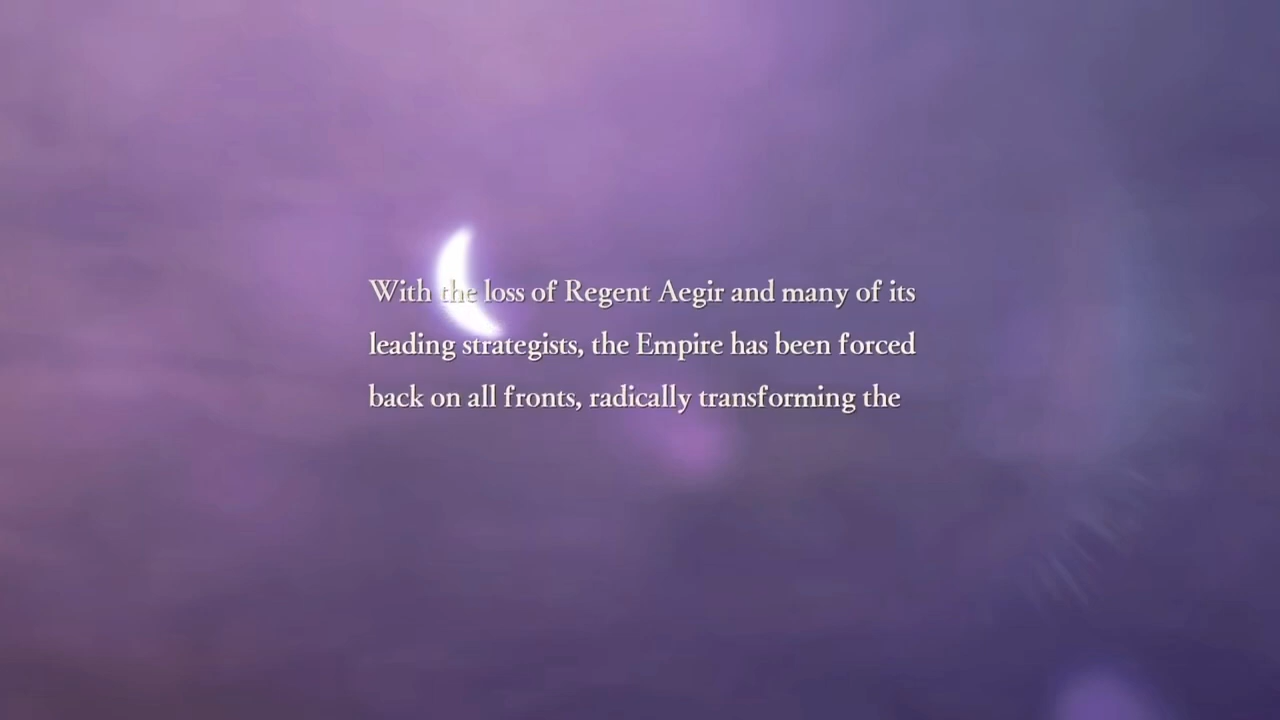 With the loss of Regent Aegir and many of its
leading strategists, the Empire has been forced
back on all fronts, radically transforming the